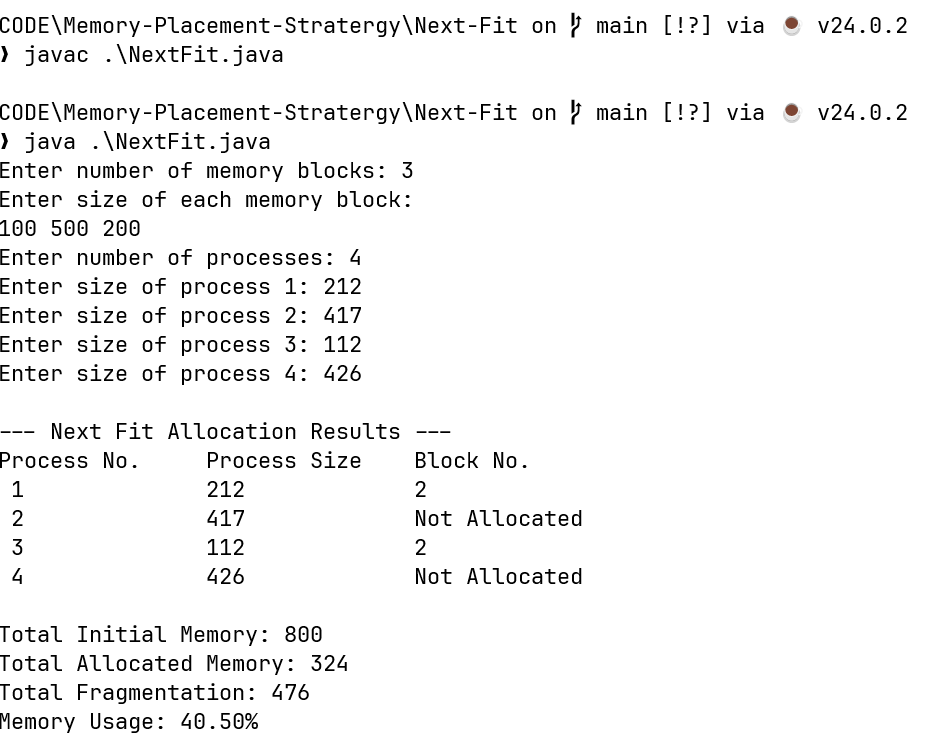 CODE\Memory-Placement-Stratergy\Next-Fit on main [!?] via ☕ v24.0.2
❱ javac .\NextFit.java
CODE\Memory-Placement-Stratergy\Next-Fit on main [!?] via ☕ v24.0.2
❱ java .\NextFit.java
Enter number of memory blocks: 3
Enter size of each memory block:
100 500 200
Enter number of processes: 4
Enter size of process 1: 212
Enter size of process 2: 417
Enter size of process 3: 112
Enter size of process 4: 426
--- Next Fit Allocation Results ---
Process No. Process Size Block No.
1 212 2
2 417 Not Allocated
3 112 2
4 426 Not Allocated
Total Initial Memory: 800
Total Allocated Memory: 324
Total Fragmentation: 476
Memory Usage: 40.50%